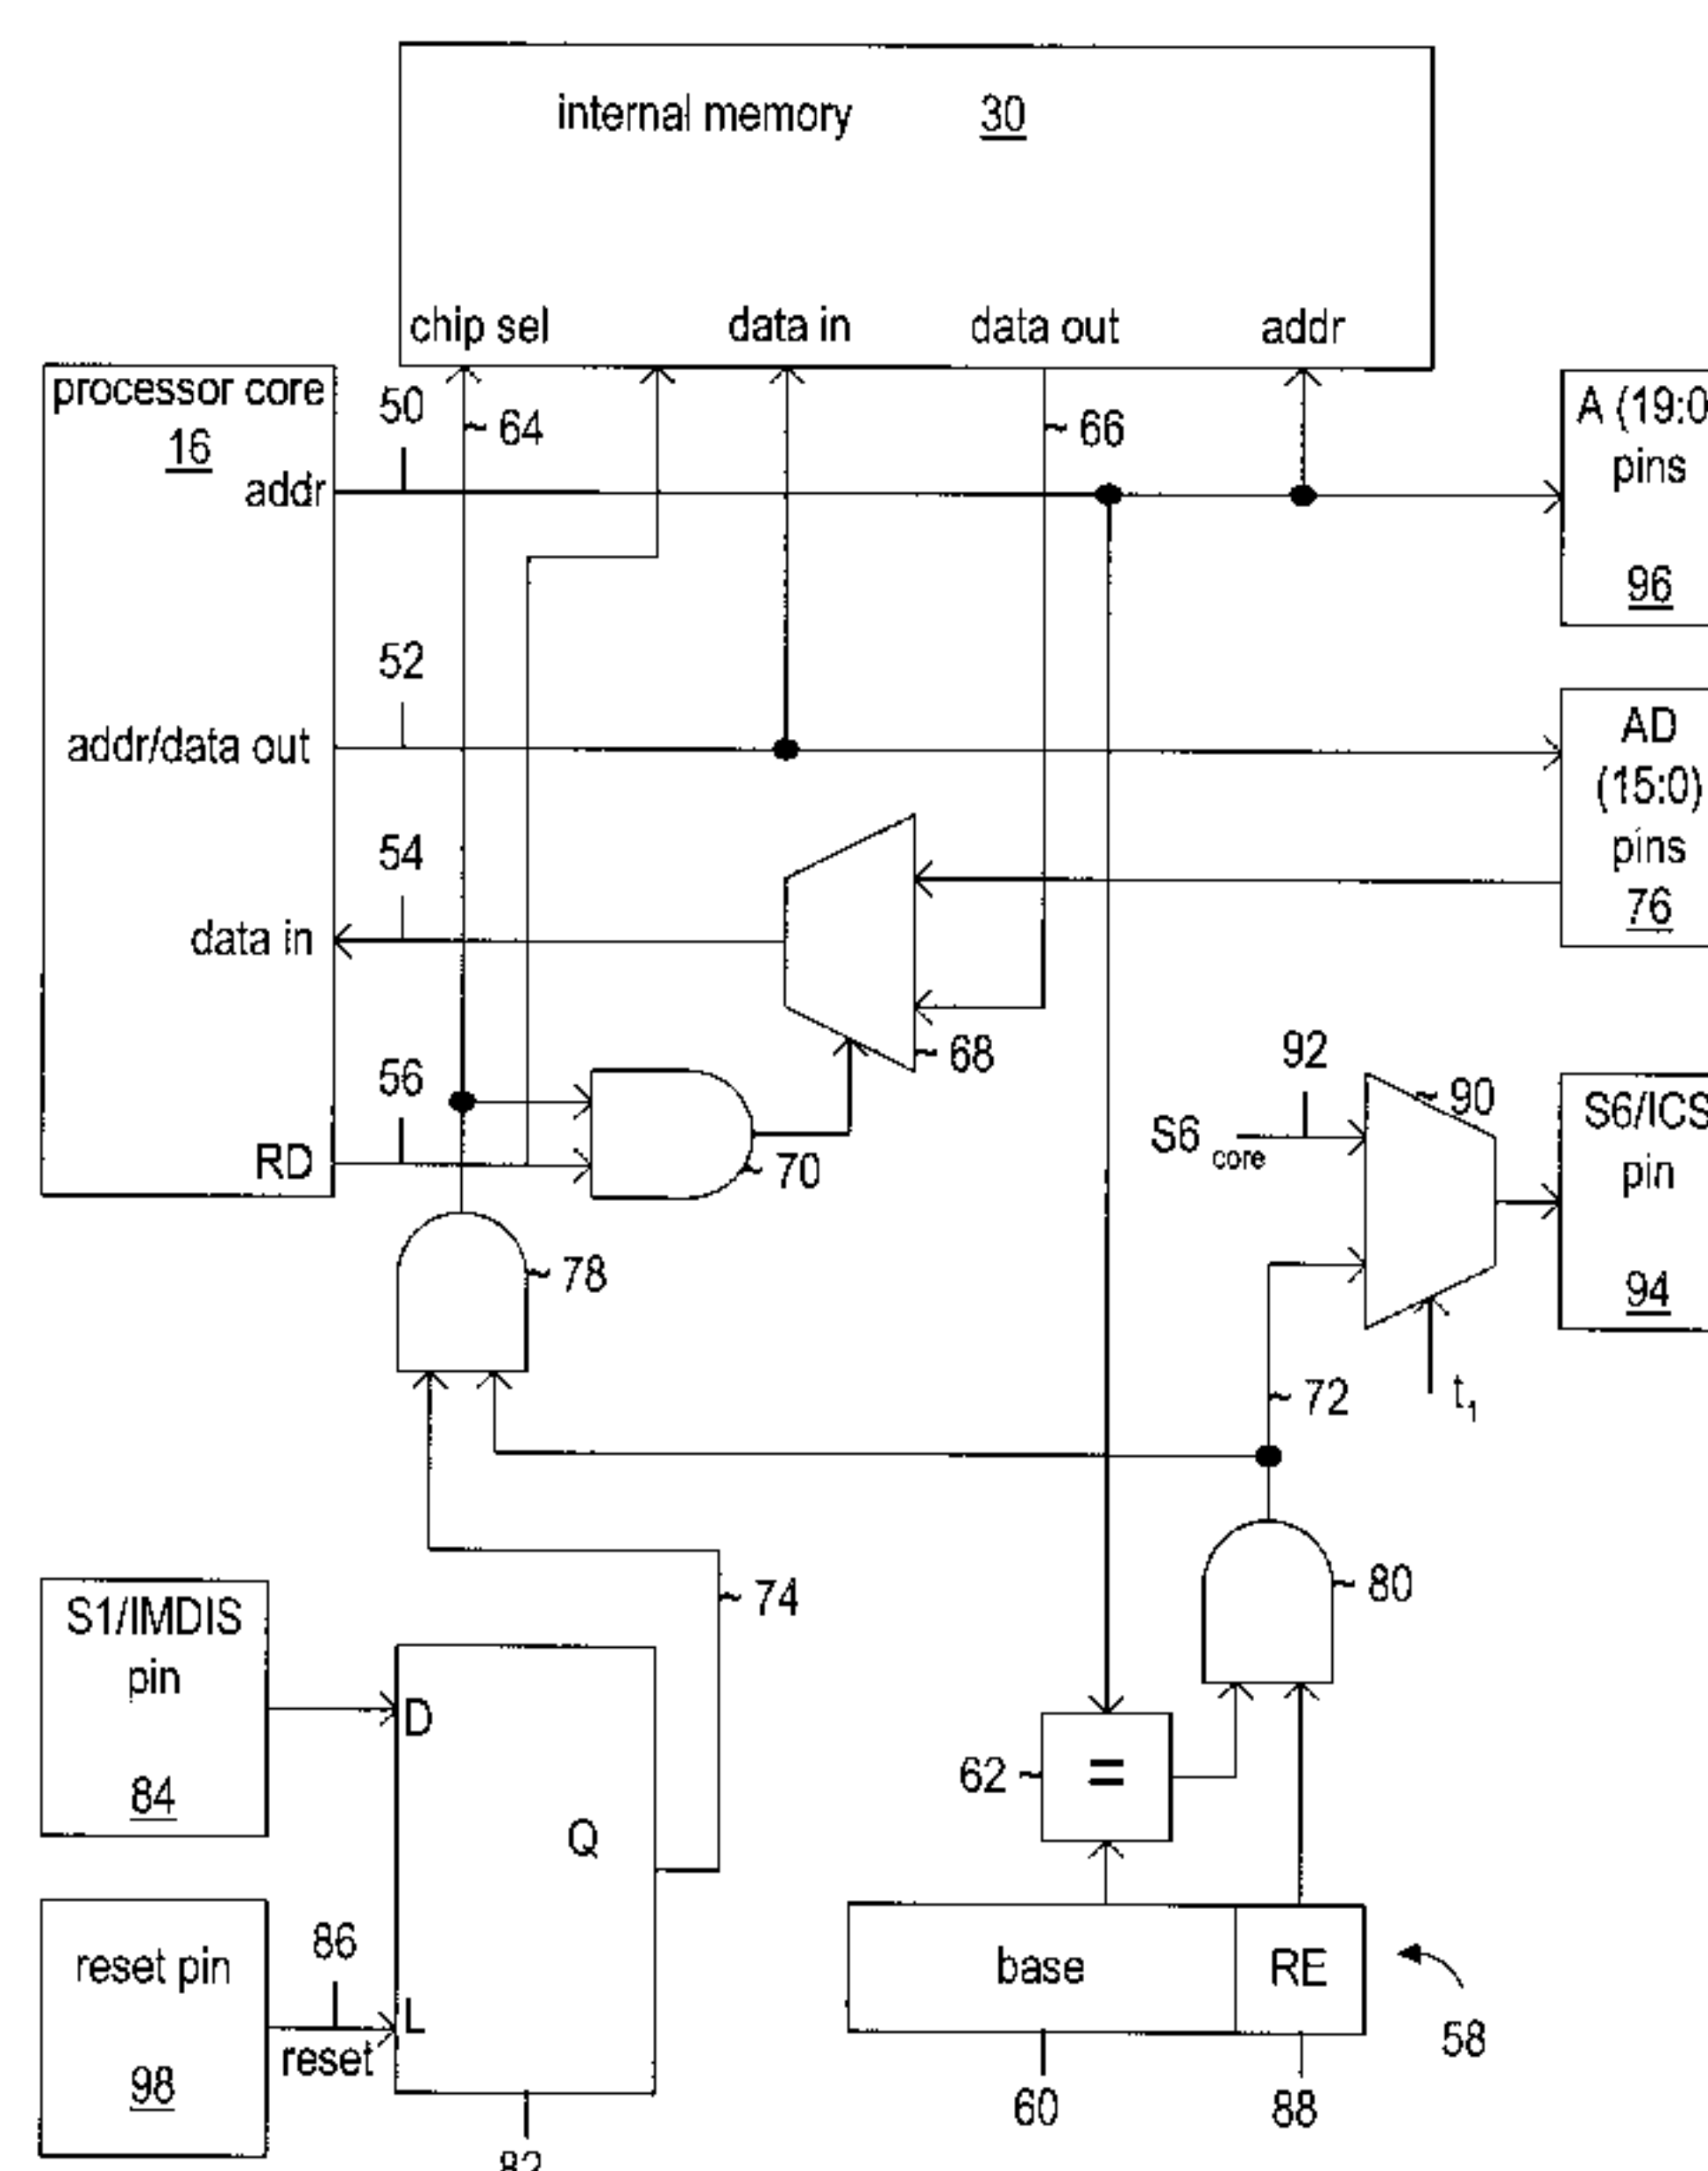 internal memory 30
chip sel
data in
data out
addr
processor core
16
addr
50
64
66
A (19:0
pins
96
52
addr/data out
AD
(15:0)
pins
76
54
data in
68
56
RD
70
92
S6 core
90
S6/ICS
pin
94
78
72
t1
74
80
S1/IMDIS
pin
84
D
Q
62
=
reset pin
98
86
reset
L
82
base
RE
58
60
88